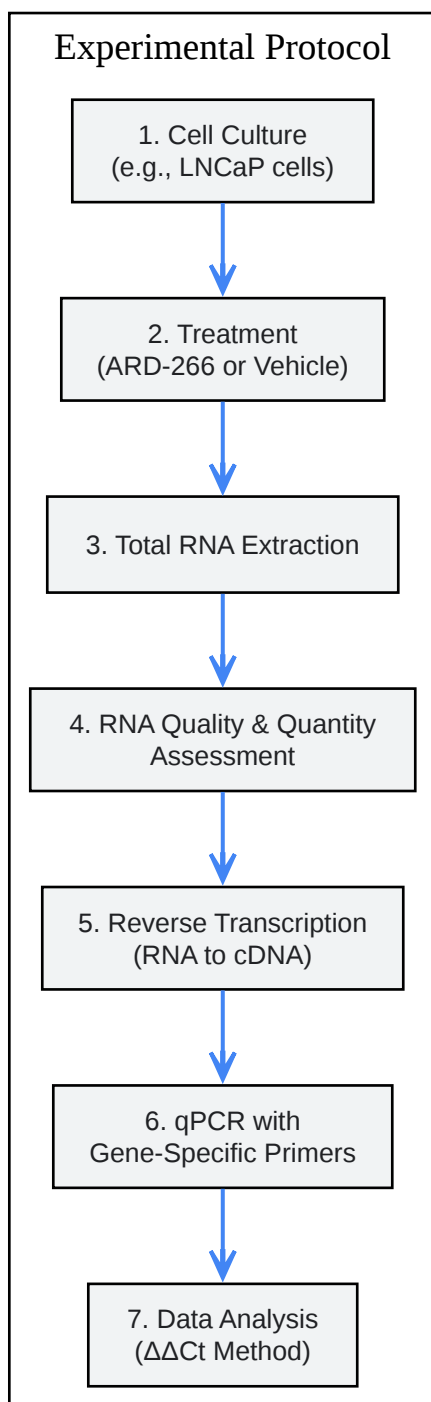 Experimental Protocol
1. Cell Culture
(e.g., LNCaP cells)
2. Treatment
(ARD-266 or Vehicle)
3. Total RNA Extraction
4. RNA Quality & Quantity
Assessment
5. Reverse Transcription
(RNA to cDNA)
6. qPCR with
Gene-Specific Primers
7. Data Analysis
(ΔΔCt Method)